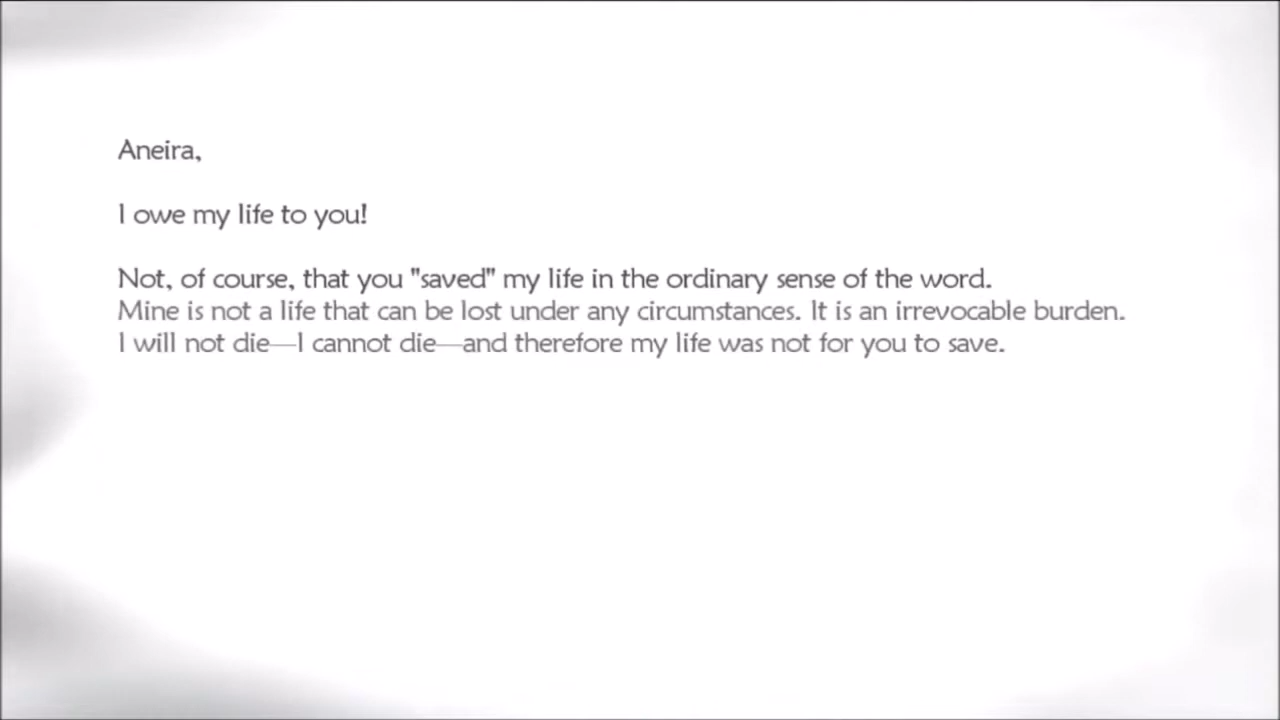 Aneira,
I owe my life to you!
Not, of course, that you "saved" my life in the ordinary sense of the word.
Mine is not a life that can be lost under any circumstances. It is an irrevocable burden.
I will not die—I cannot die—and therefore my life was not for you to save.